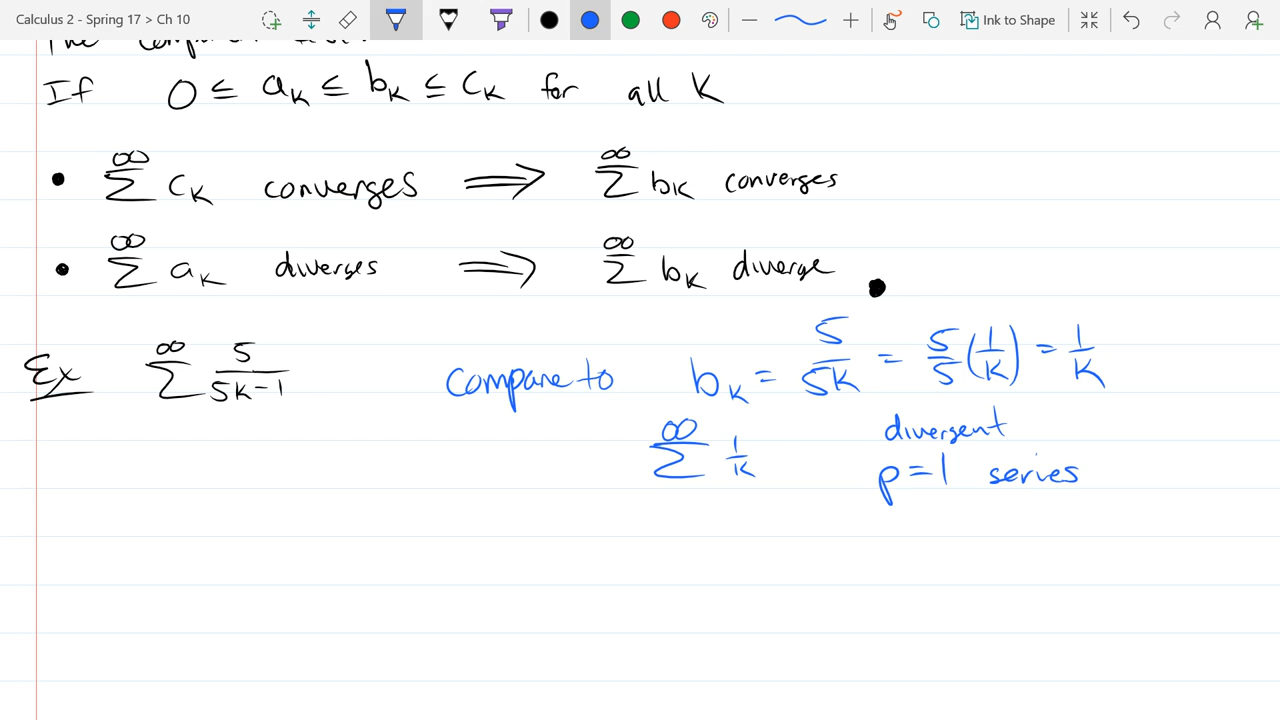 Calculus 2 - Spring 17 > Ch 10
Ink to Shape
The
If 0 ≤ aₖ ≤ bₖ ≤ cₖ for all K
• ∑^∞ cₖ converges ⟹ ∑^∞ bₖ converges
• ∑^∞ aₖ diverges ⟹ ∑^∞ bₖ diverge
Ex ∑^∞ 5/(5k-1) compare to bₖ = 5/5k = 5/5 (1/k) = 1/k
∑^∞ 1/k divergent
p=1 series